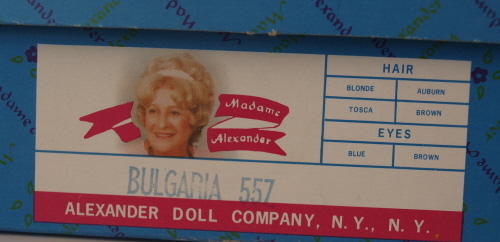 Madame
Alexander
HAIR
BLONDE AUBURN
TOSCA BROWN
EYES
BLUE BROWN
BULGARIA 557
ALEXANDER DOLL COMPANY, N.Y., N.Y.